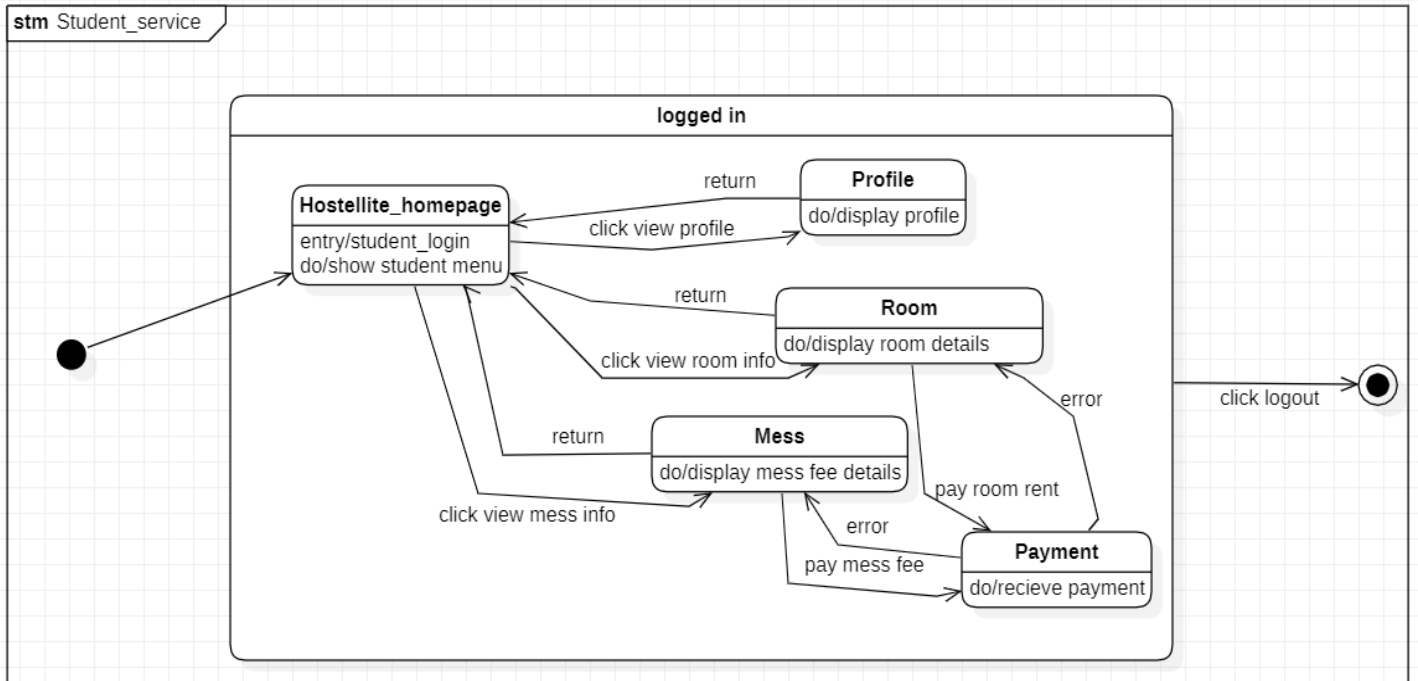 stm Student_service
logged in
Hostellite_homepage
entry/student_login
do/show student menu
return
click view profile
Profile
do/display profile
return
click view room info
Room
do/display room details
return
click view mess info
Mess
do/display mess fee details
error
pay room rent
error
pay mess fee
Payment
do/recieve payment
click logout